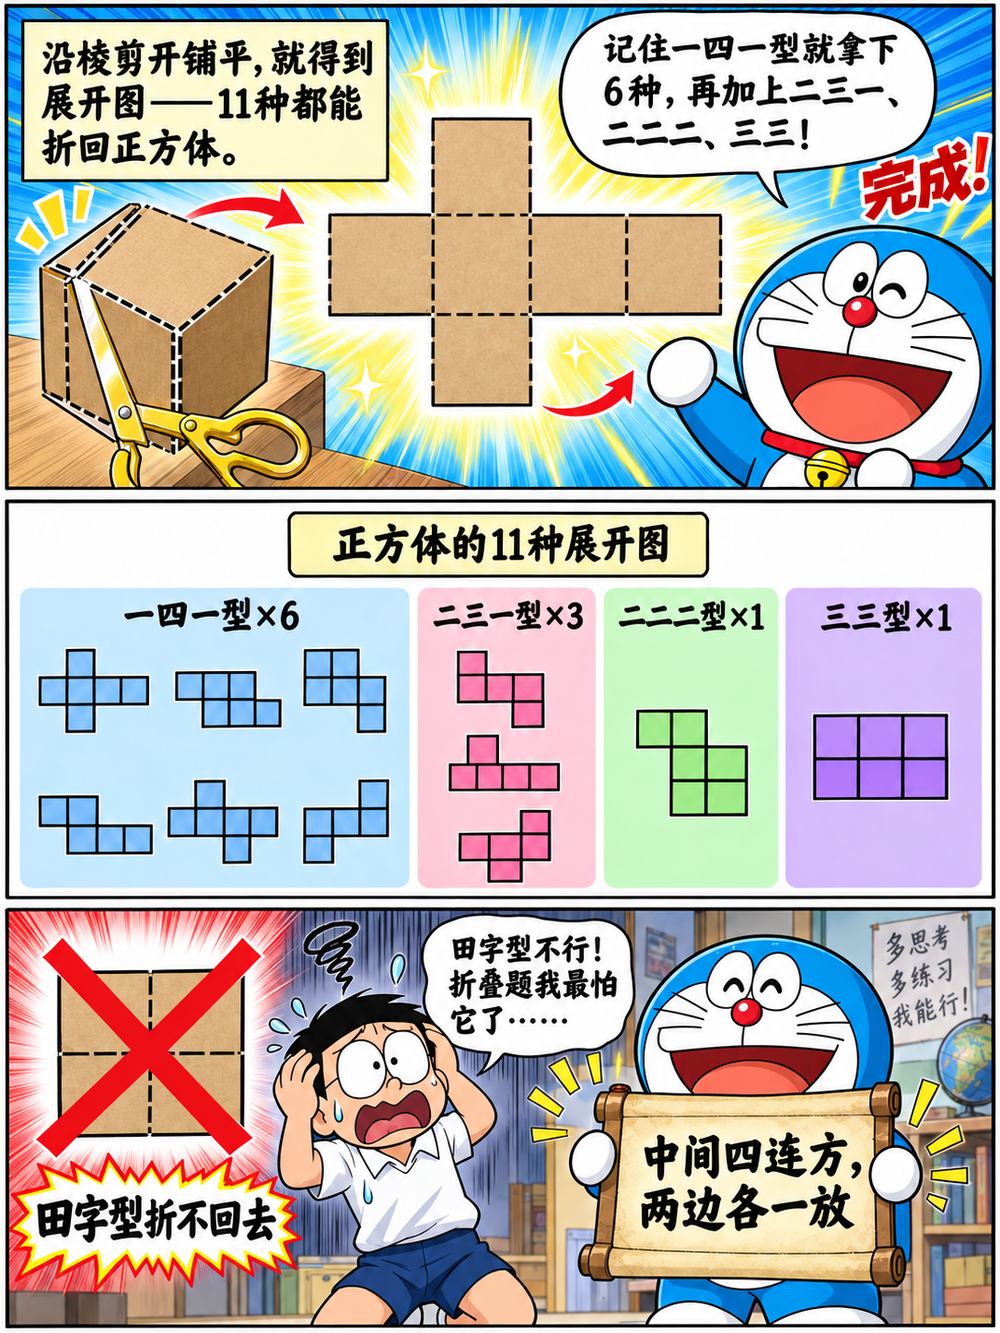 沿棱剪开铺平,就得到
展开图——11种都能
折回正方体。
记住一四一型就拿下
6种,再加上二三一、
二二二、三三!
完成!
正方体的11种展开图
一四一型×6
二三一型×3
二二二型×1
三三型×1
田字型不行!
折叠题我最怕
它了……
多思考
多练习
我能行!
田字型折不回去
中间四连方,
两边各一放